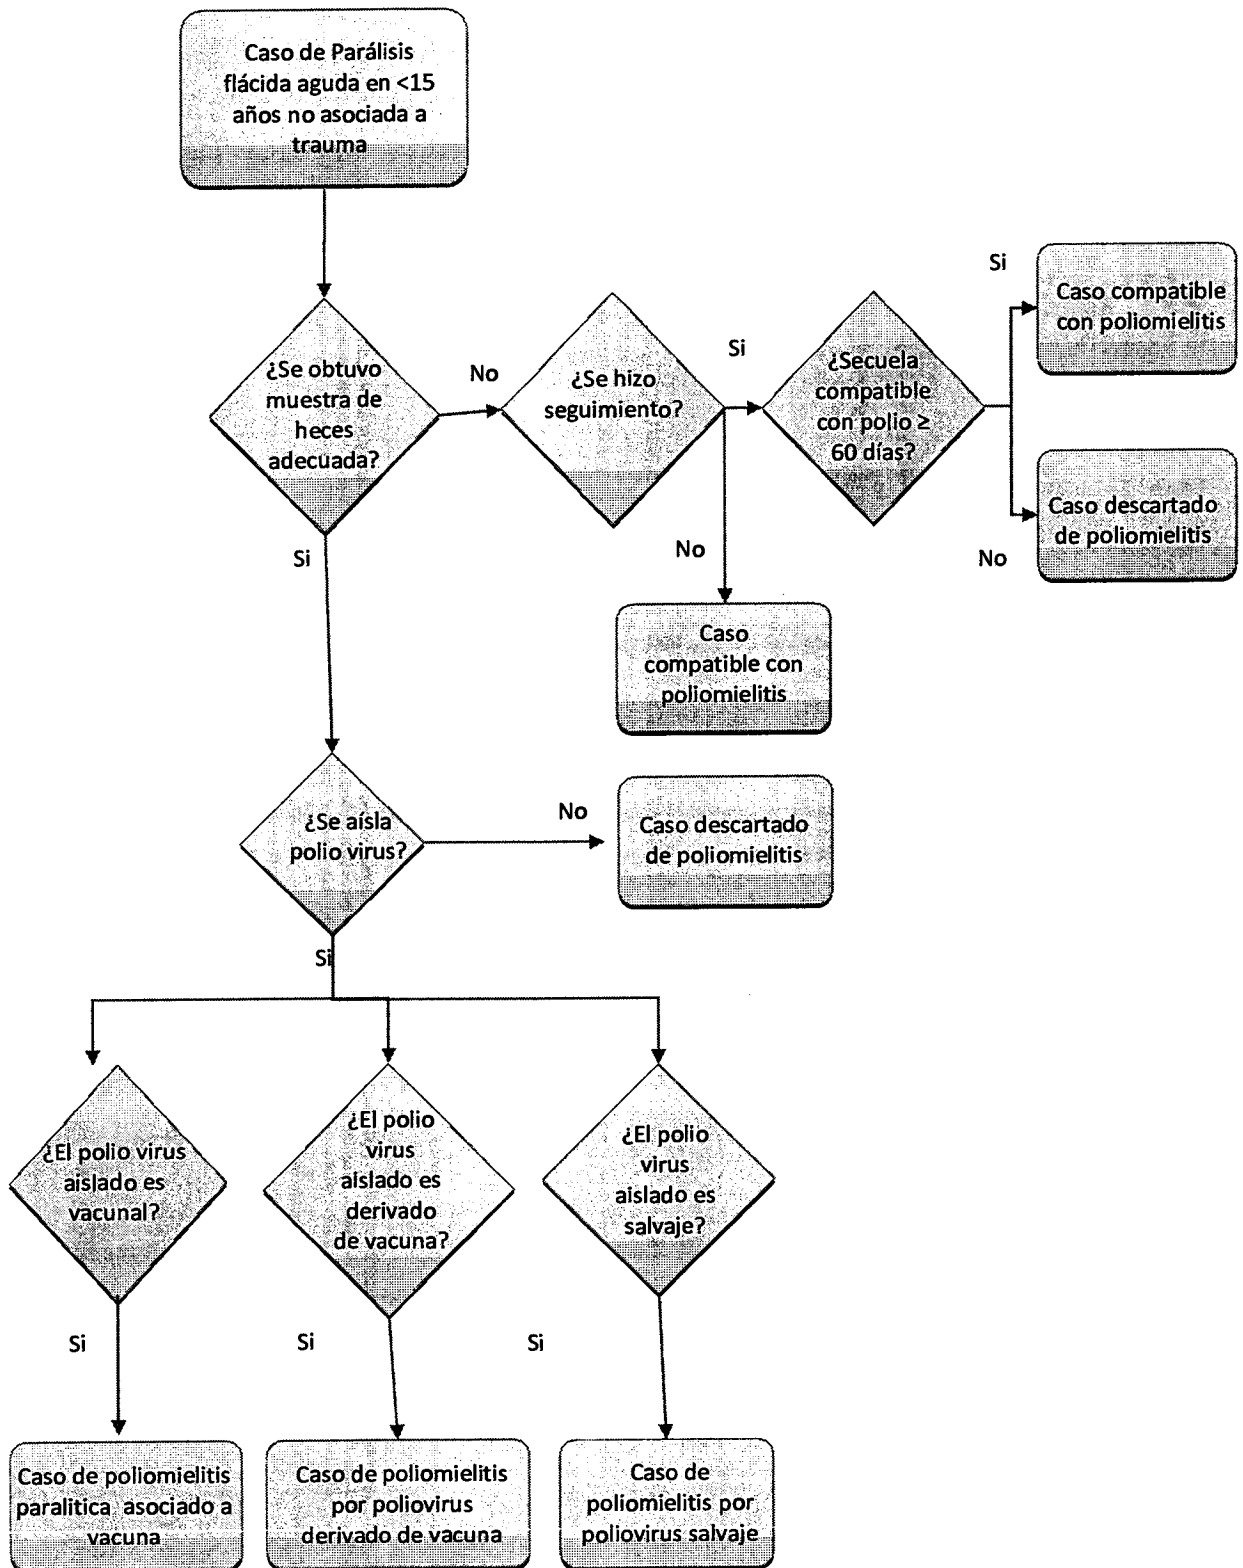 Caso de Parálisis
flácida aguda en <15
años no asociada a
trauma
¿Se obtuvo
muestra de
heces
adecuada?
No
¿Se hizo
seguimiento?
Si
¿Secuela
compatible
con polio ≥
60 días?
Si
Caso compatible
con poliomielitis
No
Caso descartado
de poliomielitis
No
Caso
compatible con
poliomielitis
Si
¿Se aísla
polio virus?
No
Caso descartado
de poliomielitis
Si
¿El polio virus
aislado es
vacunal?
¿El polio
virus
aislado es
derivado
de vacuna?
¿El polio
virus
aislado es
salvaje?
Si
Si
Si
Caso de poliomielitis
paralitica asociado a
vacuna
Caso de poliomielitis
por poliovirus
derivado de vacuna
Caso de
poliomielitis por
poliovirus salvaje